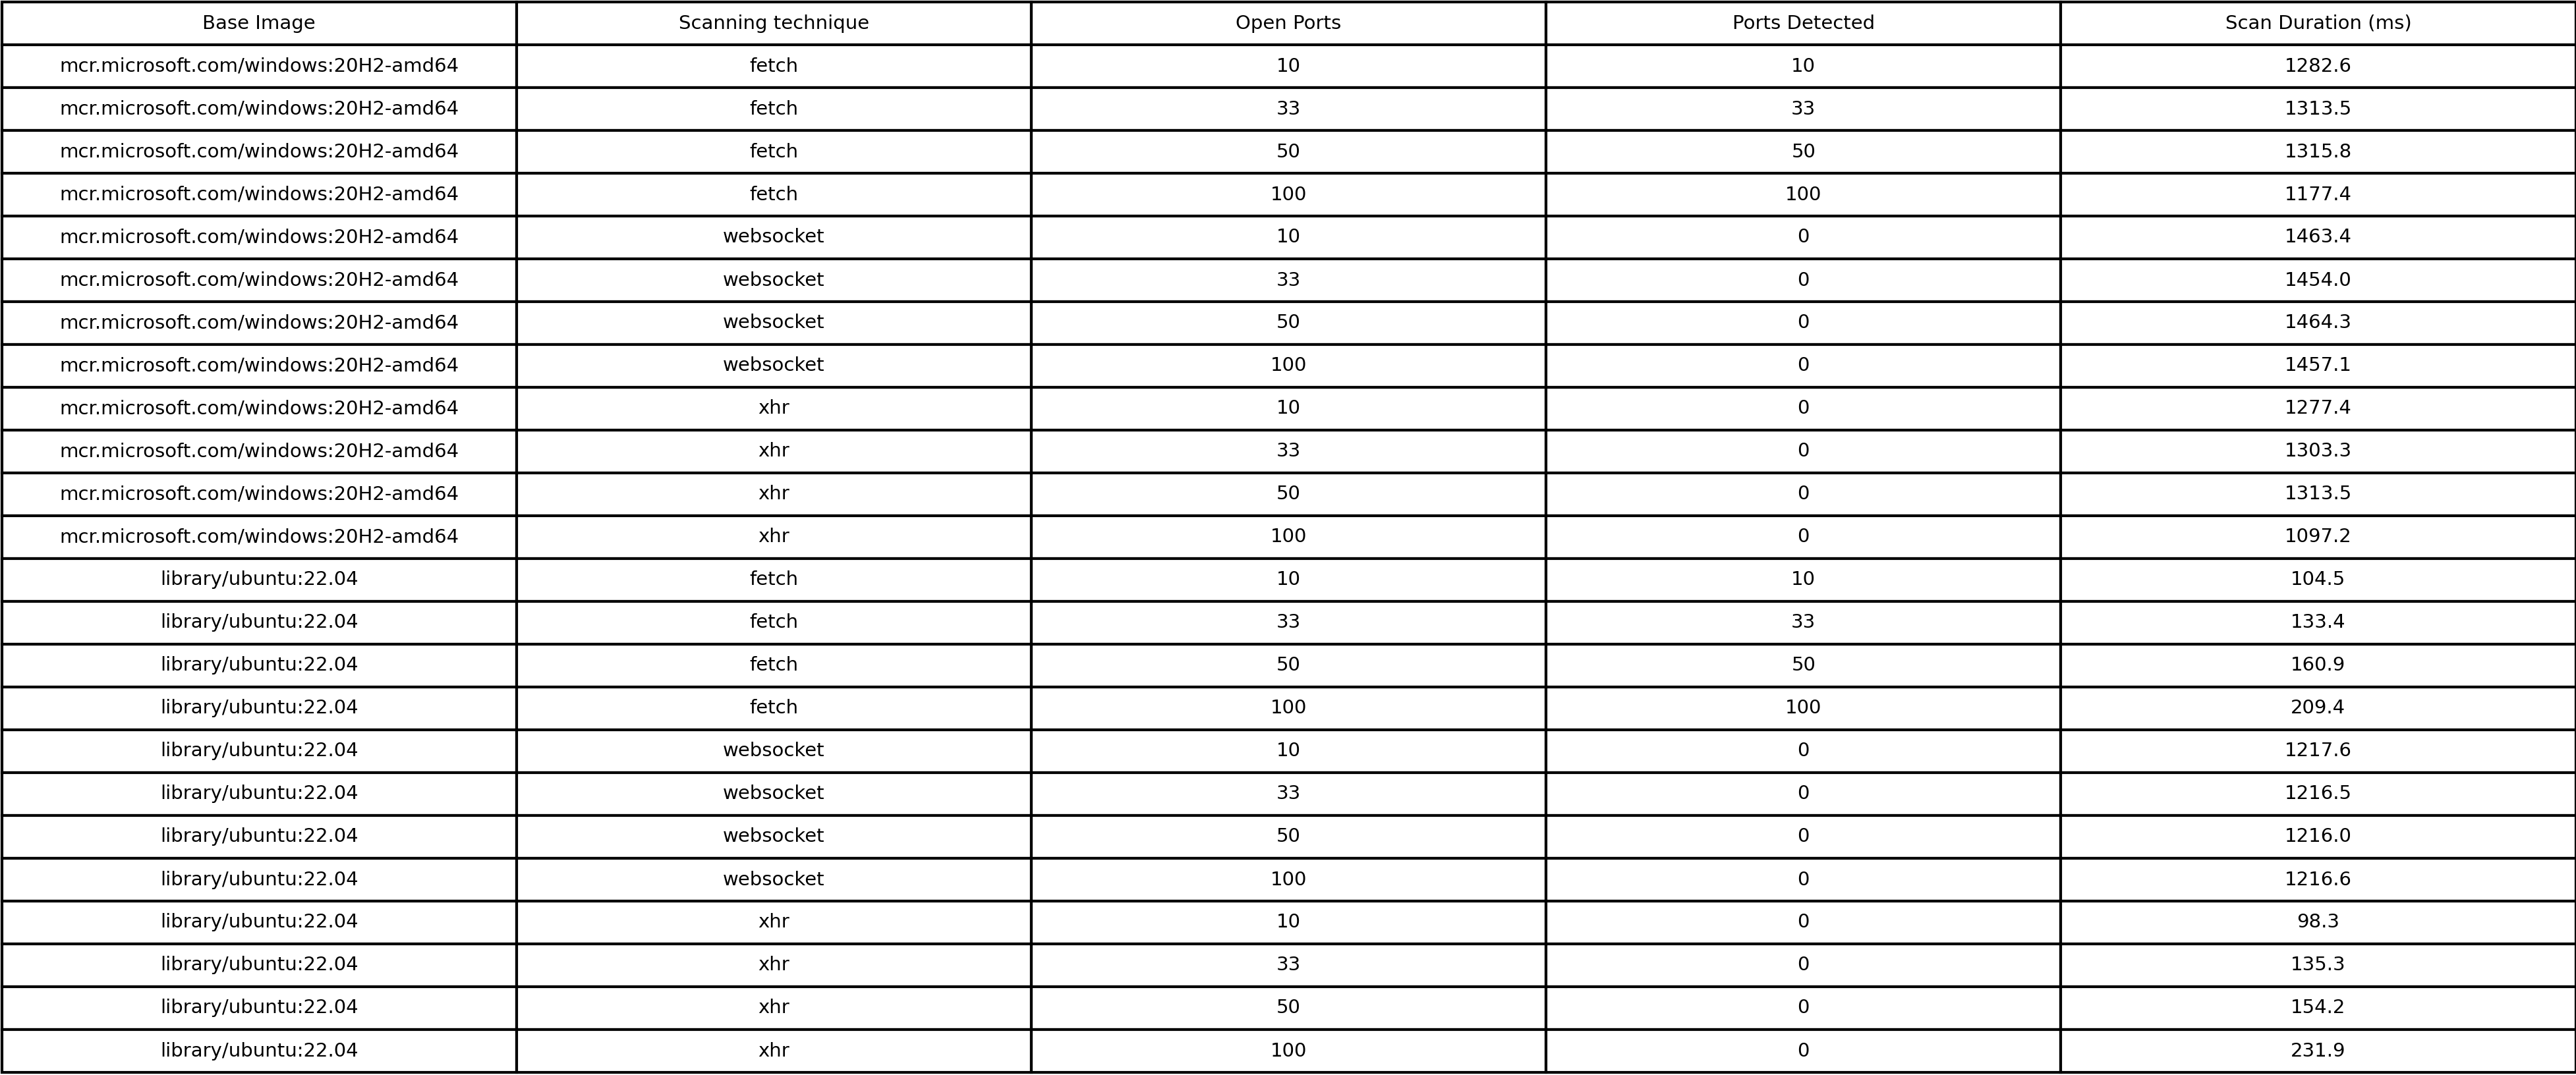 Base Image Scanning technique Open Ports Ports Detected Scan Duration (ms)
mcr.microsoft.com/windows:20H2-amd64 fetch 10 10 1282.6
mcr.microsoft.com/windows:20H2-amd64 fetch 33 33 1313.5
mcr.microsoft.com/windows:20H2-amd64 fetch 50 50 1315.8
mcr.microsoft.com/windows:20H2-amd64 fetch 100 100 1177.4
mcr.microsoft.com/windows:20H2-amd64 websocket 10 0 1463.4
mcr.microsoft.com/windows:20H2-amd64 websocket 33 0 1454.0
mcr.microsoft.com/windows:20H2-amd64 websocket 50 0 1464.3
mcr.microsoft.com/windows:20H2-amd64 websocket 100 0 1457.1
mcr.microsoft.com/windows:20H2-amd64 xhr 10 0 1277.4
mcr.microsoft.com/windows:20H2-amd64 xhr 33 0 1303.3
mcr.microsoft.com/windows:20H2-amd64 xhr 50 0 1313.5
mcr.microsoft.com/windows:20H2-amd64 xhr 100 0 1097.2
library/ubuntu:22.04 fetch 10 10 104.5
library/ubuntu:22.04 fetch 33 33 133.4
library/ubuntu:22.04 fetch 50 50 160.9
library/ubuntu:22.04 fetch 100 100 209.4
library/ubuntu:22.04 websocket 10 0 1217.6
library/ubuntu:22.04 websocket 33 0 1216.5
library/ubuntu:22.04 websocket 50 0 1216.0
library/ubuntu:22.04 websocket 100 0 1216.6
library/ubuntu:22.04 xhr 10 0 98.3
library/ubuntu:22.04 xhr 33 0 135.3
library/ubuntu:22.04 xhr 50 0 154.2
library/ubuntu:22.04 xhr 100 0 231.9